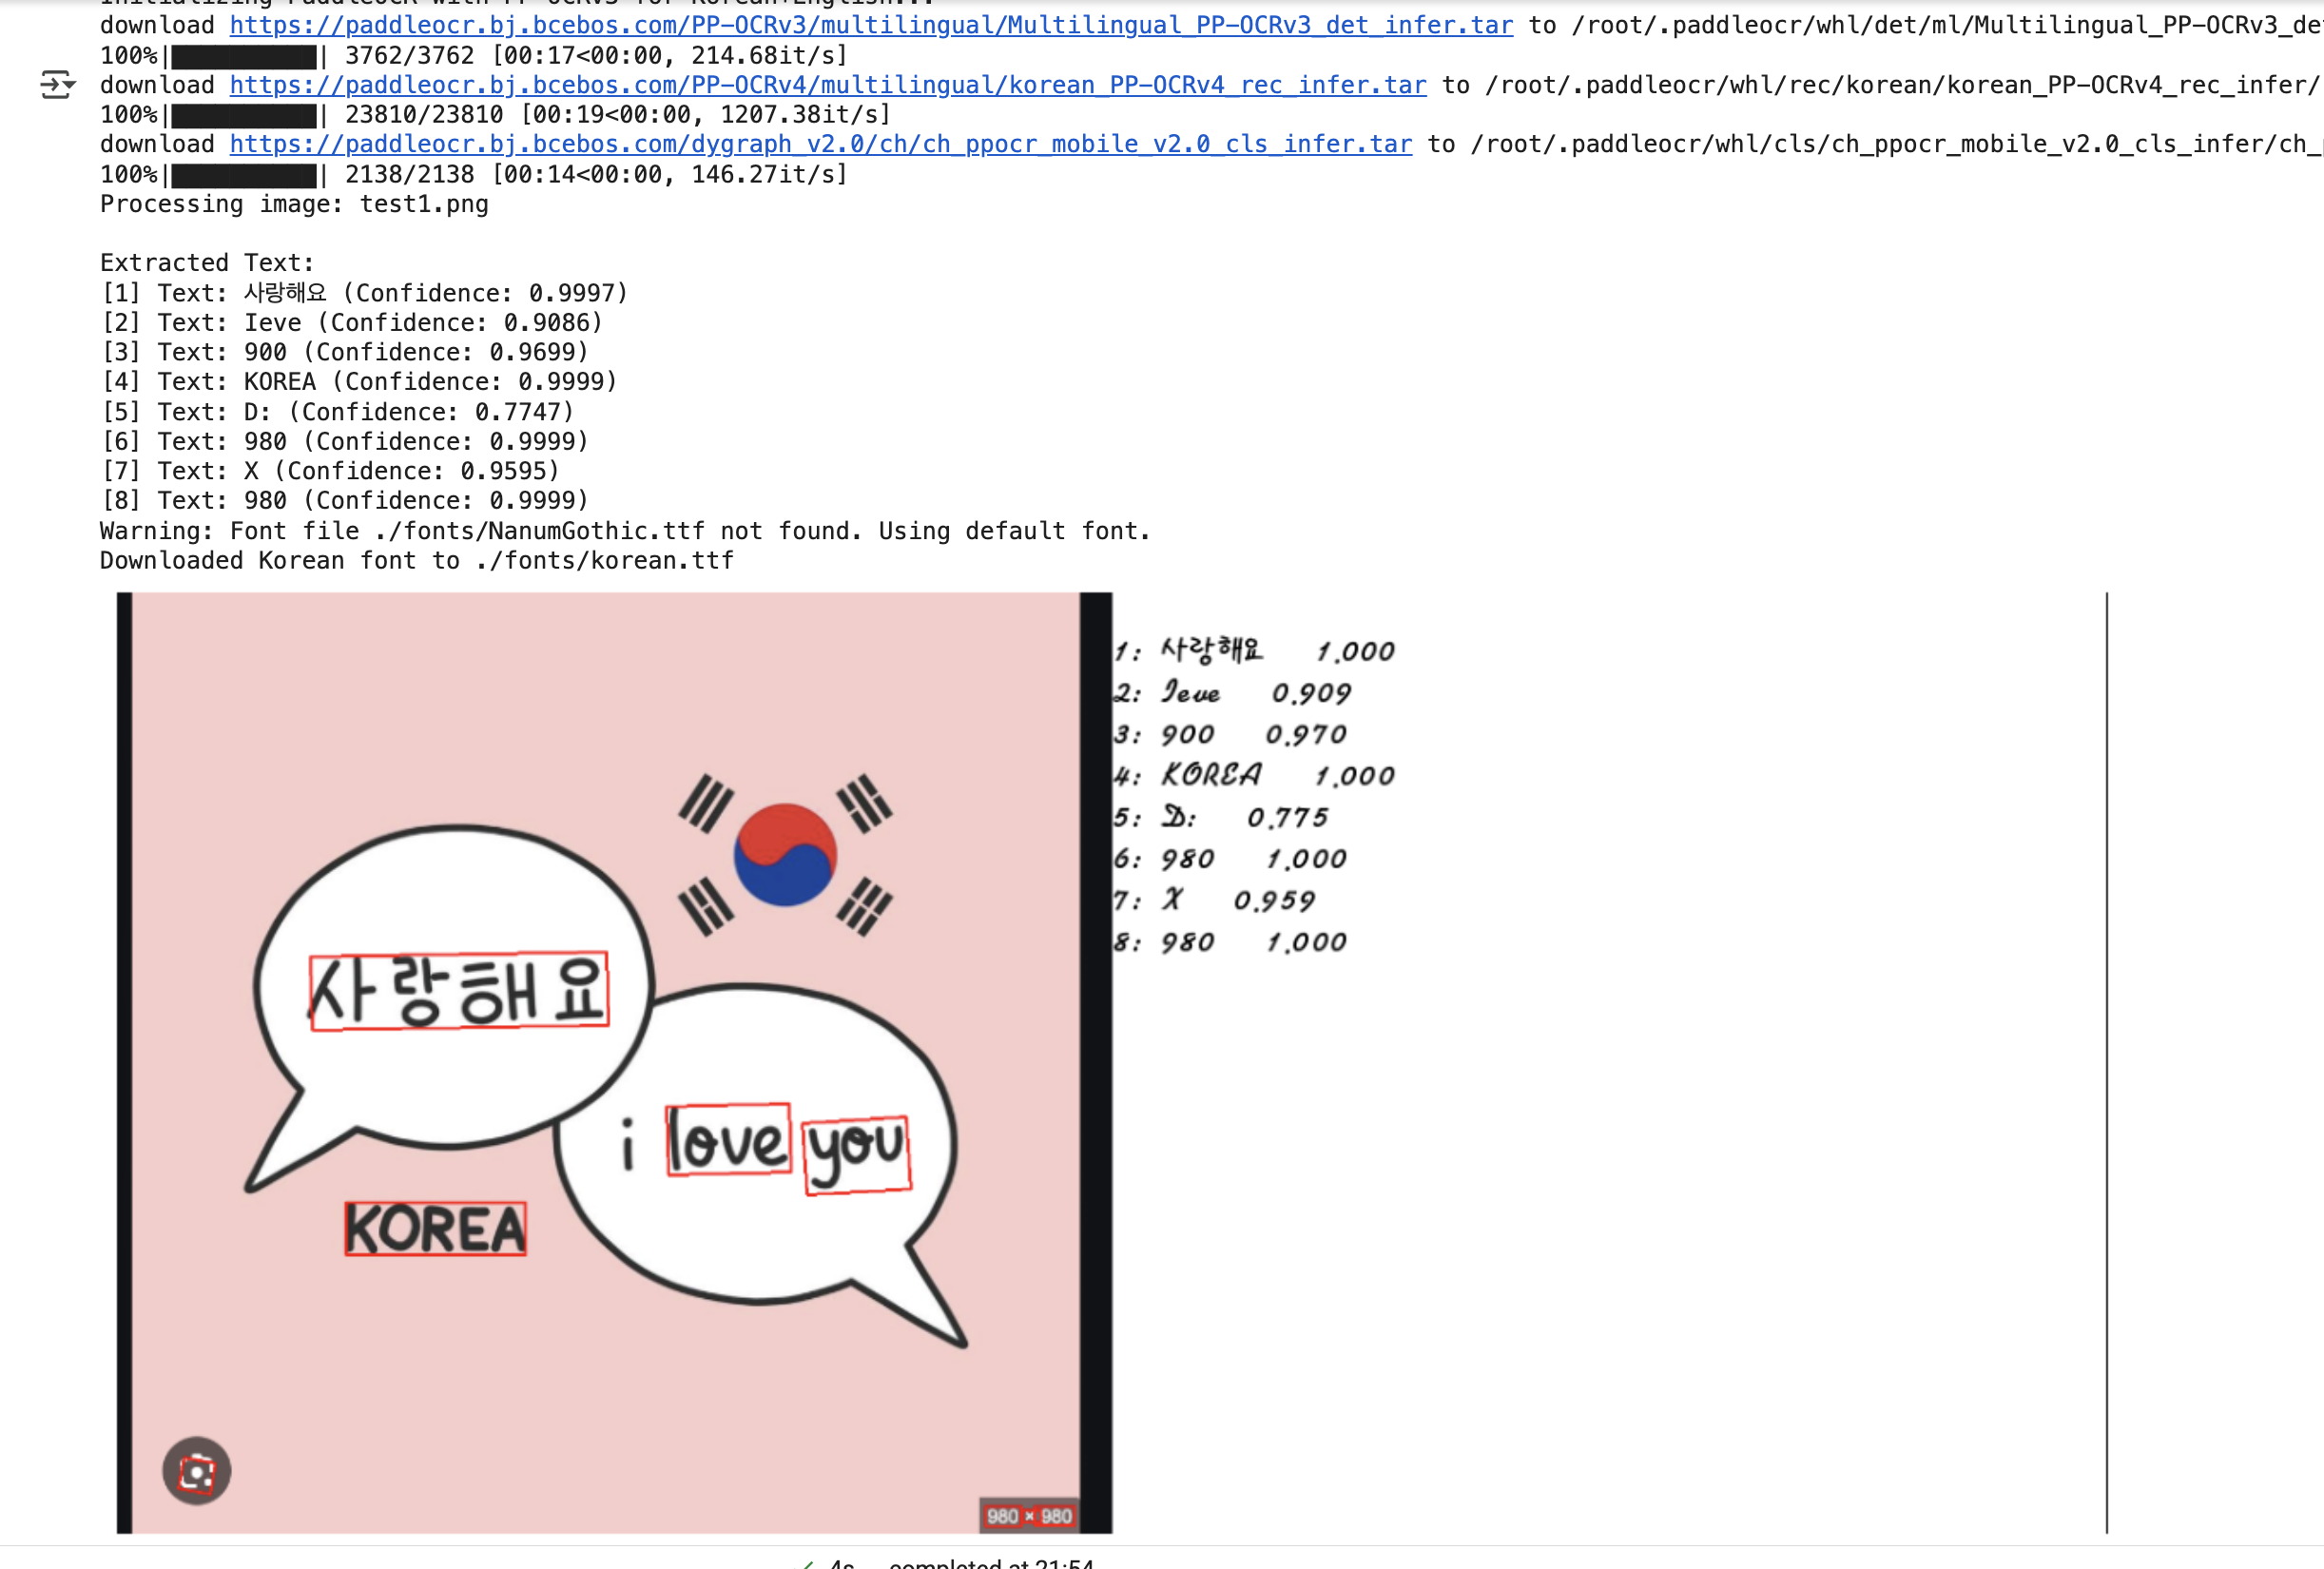 download https://paddleocr.bj.bcebos.com/PP-OCRv3/multilingual/Multilingual_PP-OCRv3_det_infer.tar to /root/.paddleocr/whl/det/ml/Multilingual_PP-OCRv3_de
100%|██████████| 3762/3762 [00:17<00:00, 214.68it/s]
download https://paddleocr.bj.bcebos.com/PP-OCRv4/multilingual/korean_PP-OCRv4_rec_infer.tar to /root/.paddleocr/whl/rec/korean/korean_PP-OCRv4_rec_infer/
100%|██████████| 23810/23810 [00:19<00:00, 1207.38it/s]
download https://paddleocr.bj.bcebos.com/dygraph_v2.0/ch/ch_ppocr_mobile_v2.0_cls_infer.tar to /root/.paddleocr/whl/cls/ch_ppocr_mobile_v2.0_cls_infer/ch_
100%|██████████| 2138/2138 [00:14<00:00, 146.27it/s]
Processing image: test1.png
Extracted Text:
[1] Text: 사랑해요 (Confidence: 0.9997)
[2] Text: Ieve (Confidence: 0.9086)
[3] Text: 900 (Confidence: 0.9699)
[4] Text: KOREA (Confidence: 0.9999)
[5] Text: D: (Confidence: 0.7747)
[6] Text: 980 (Confidence: 0.9999)
[7] Text: X (Confidence: 0.9595)
[8] Text: 980 (Confidence: 0.9999)
Warning: Font file ./fonts/NanumGothic.ttf not found. Using default font.
Downloaded Korean font to ./fonts/korean.ttf
사랑해요
i love you
KOREA
980 × 980
1: 사랑해요 1.000
2: Ieve 0.909
3: 900 0.970
4: KOREA 1.000
5: D: 0.775
6: 980 1.000
7: X 0.959
8: 980 1.000
4s completed at 21:54